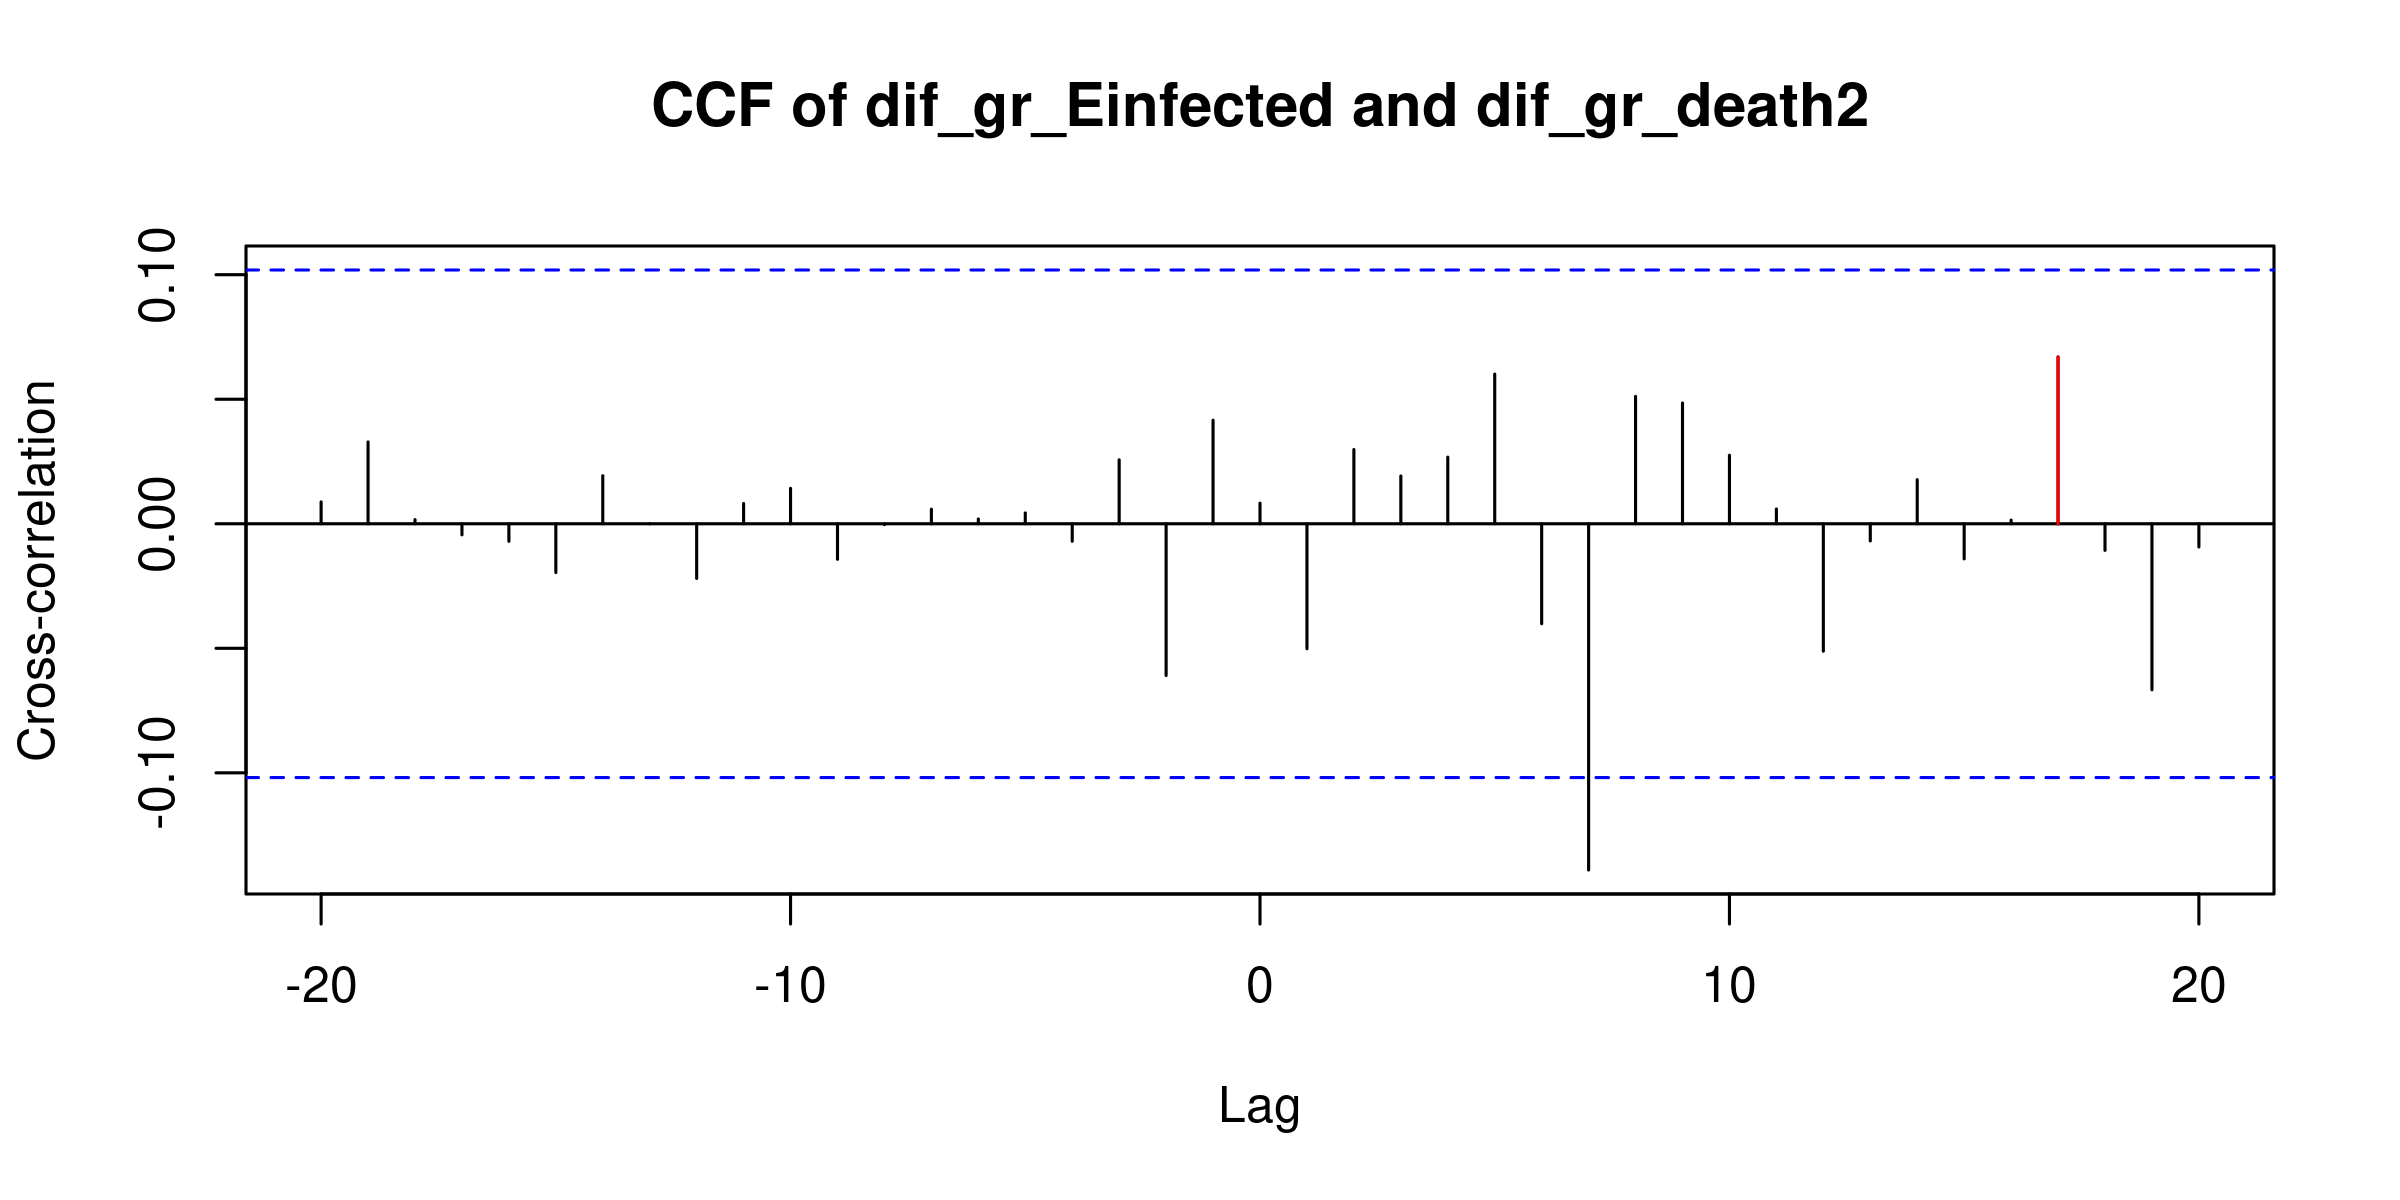 CCF of dif_gr_Einfected and dif_gr_death2
Cross-correlation
0.10
0.00
-0.10
-20 -10 0 10 20
Lag